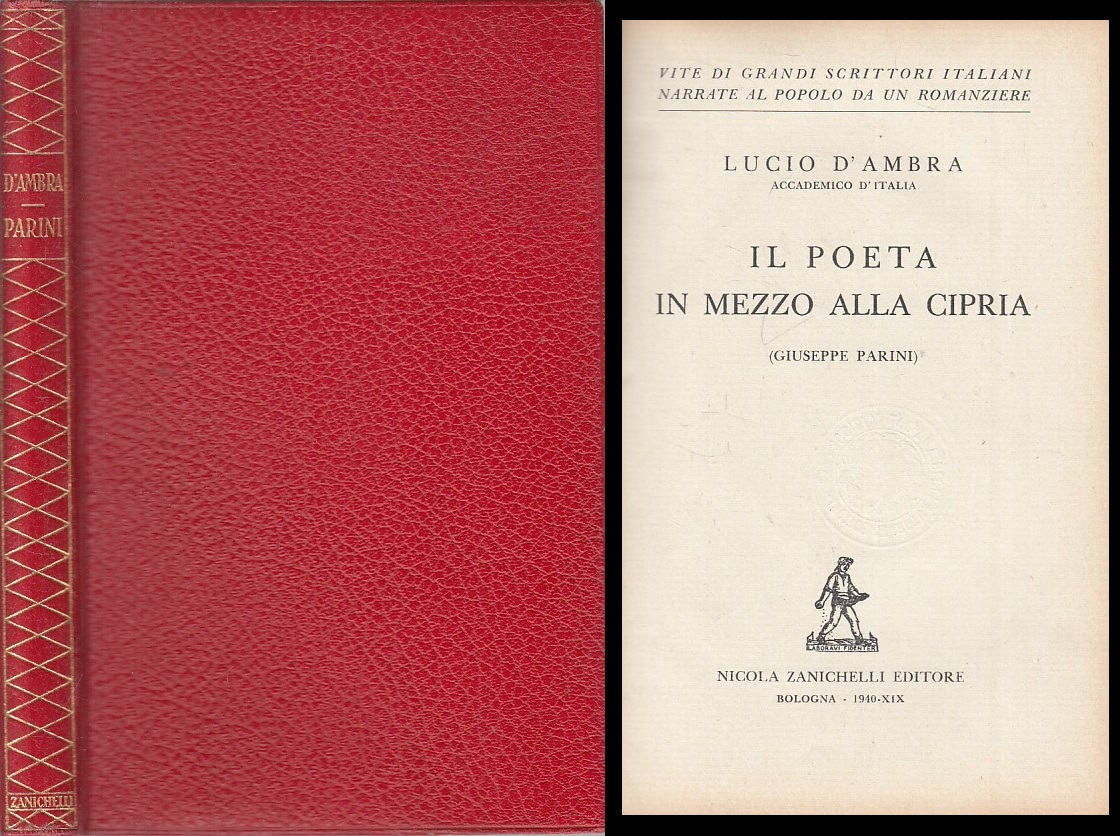 D'AMBRA
PARINI
ZANICHELLI
VITE DI GRANDI SCRITTORI ITALIANI
NARRATE AL POPOLO DA UN ROMANZIERE
LUCIO D'AMBRA
ACCADEMICO D'ITALIA
IL POETA
IN MEZZO ALLA CIPRIA
(GIUSEPPE PARINI)
LABORAVI FIDENTER
NICOLA ZANICHELLI EDITORE
BOLOGNA - 1940-XIX